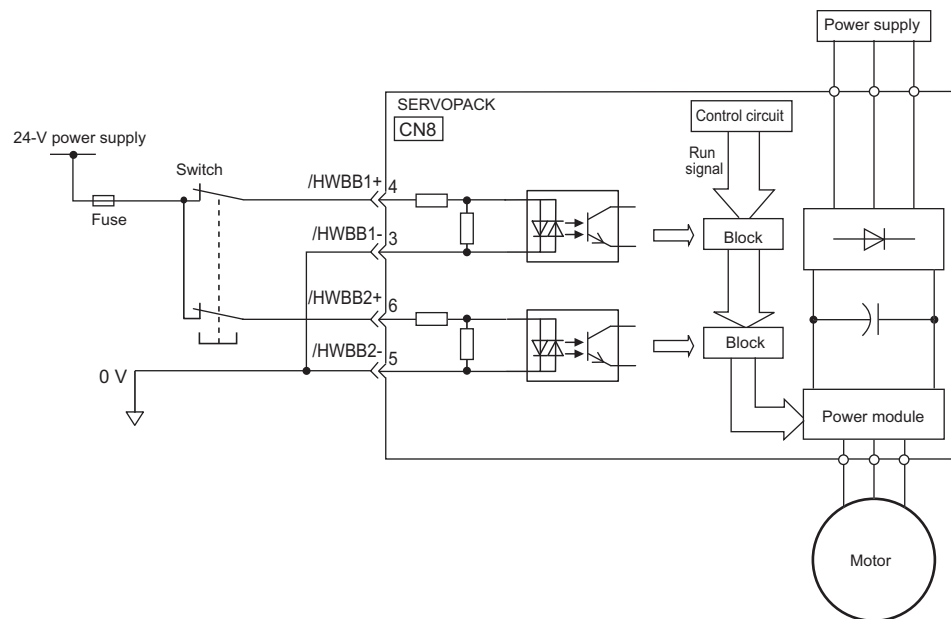 Power supply
SERVOPACK
CN8
Control circuit
24-V power supply
Run
signal
Switch
Fuse
/HWBB1+
4
/HWBB1-
3
Block
/HWBB2+
6
/HWBB2-
5
Block
0 V
Power module
Motor